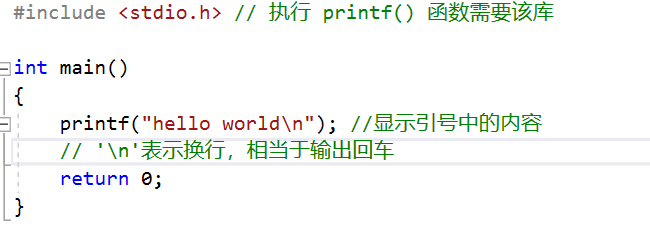 #include <stdio.h> // 执行 printf() 函数需要该库
int main()
{
printf("hello world\n"); //显示引号中的内容
// '\n'表示换行，相当于输出回车
return 0;
}